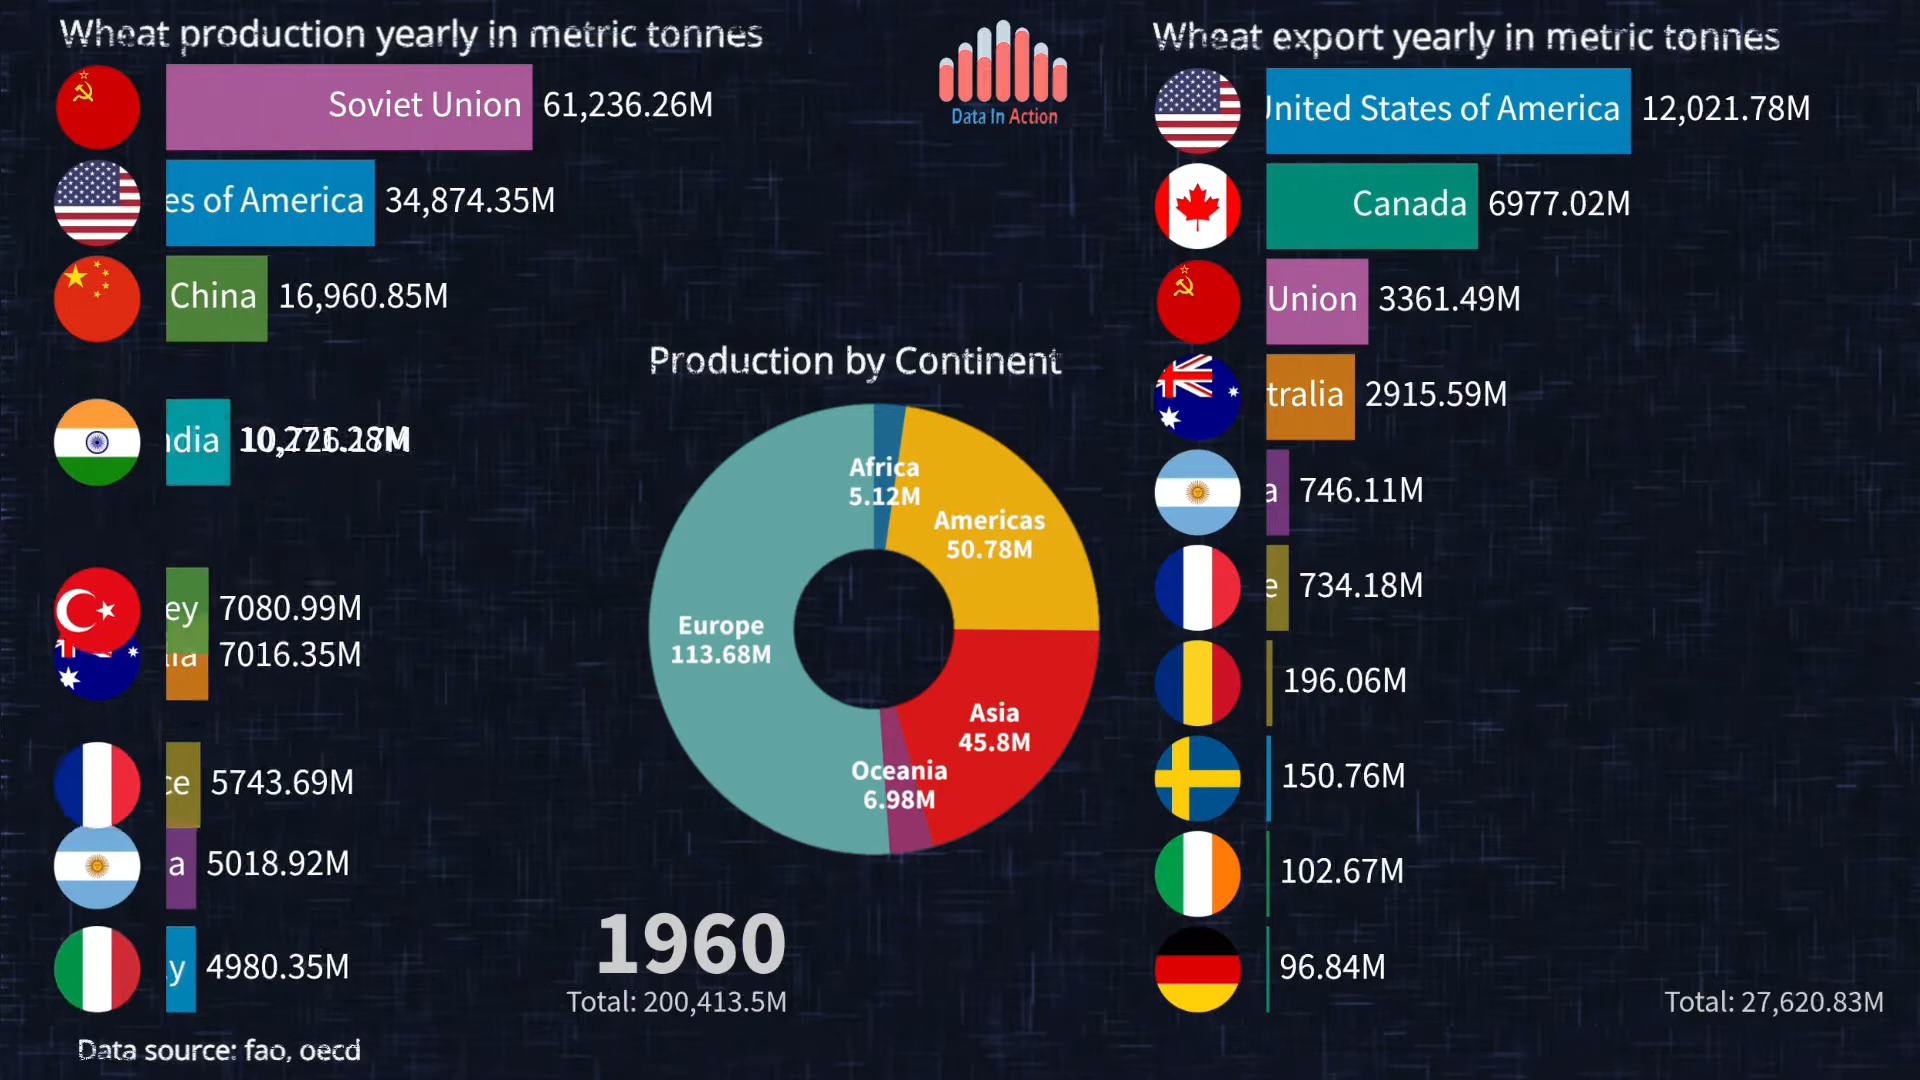 Wheat production yearly in metric tonnes
Soviet Union 61,236.26M
es of America 34,874.35M
China 16,960.85M
ndia
ey 7080.99M
lia 7016.35M
ce 5743.69M
a 5018.92M
y 4980.35M
Data source: fao, oecd
Data In Action
Production by Continent
Africa
5.12M
Americas
50.78M
Europe
113.68M
Asia
45.8M
Oceania
6.98M
1960
Total: 200,413.5M
Wheat export yearly in metric tonnes
United States of America 12,021.78M
Canada 6977.02M
Union 3361.49M
tralia 2915.59M
a 746.11M
e 734.18M
196.06M
150.76M
102.67M
96.84M
Total: 27,620.83M